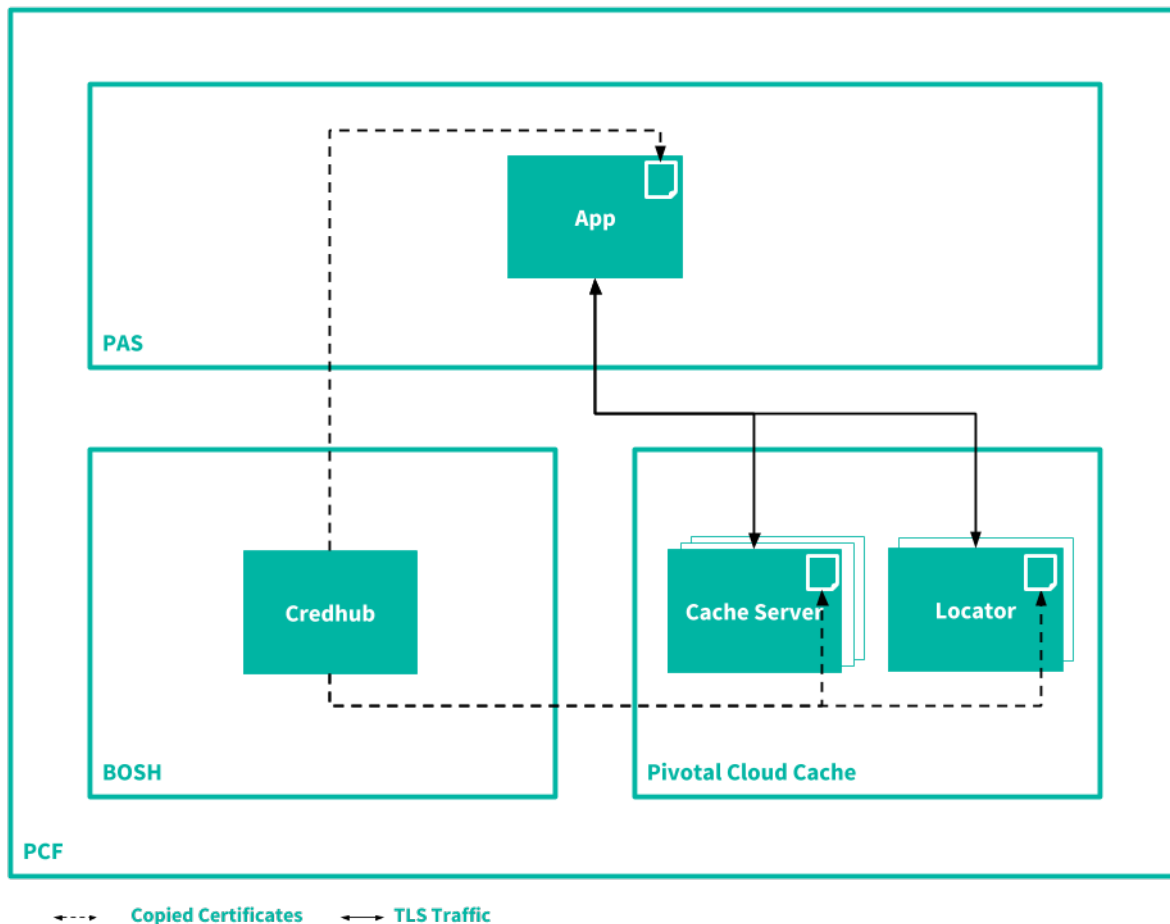 App
PAS
Credhub
Cache Server
Locator
BOSH
Pivotal Cloud Cache
PCF
Copied Certificates
TLS Traffic